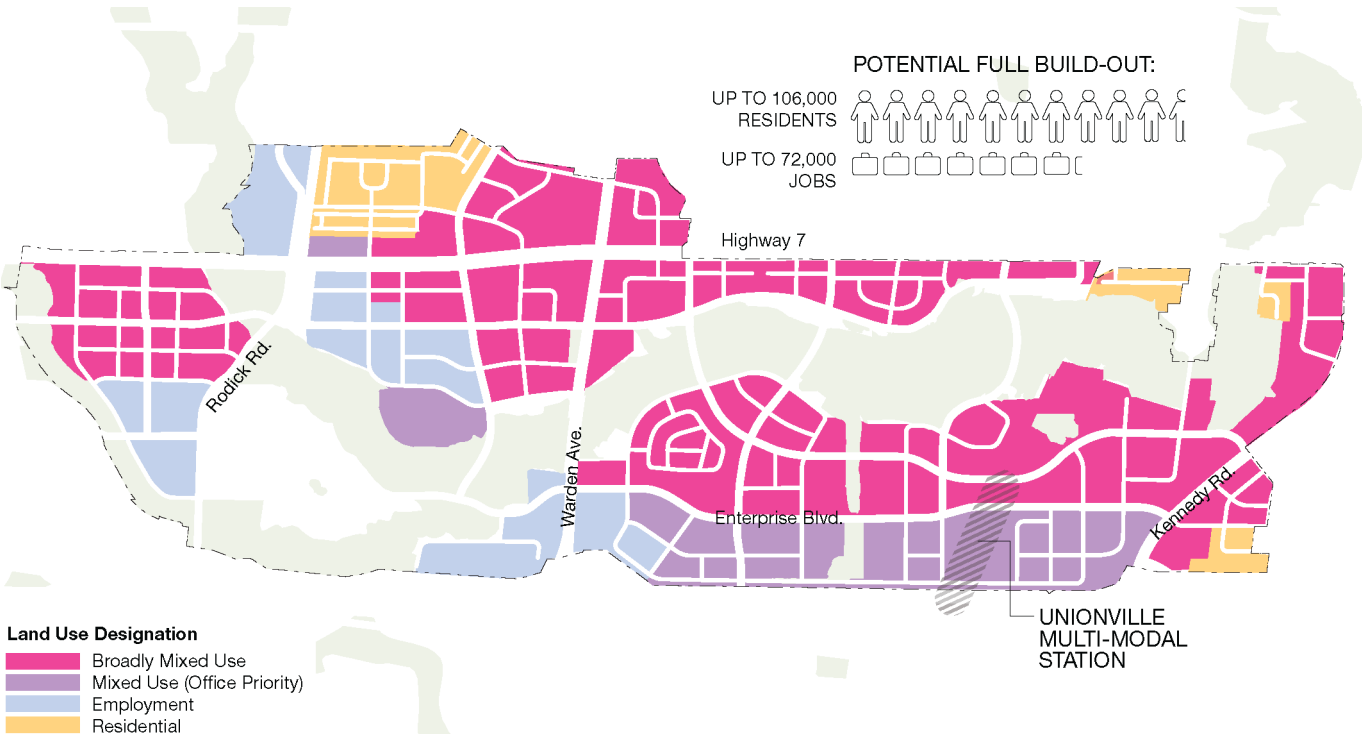 POTENTIAL FULL BUILD-OUT:
UP TO 106,000
RESIDENTS
UP TO 72,000
JOBS
Highway 7
Rodick Rd.
Warden Ave.
Enterprise Blvd.
Kennedy Rd.
UNIONVILLE
MULTI-MODAL
STATION
Land Use Designation
Broadly Mixed Use
Mixed Use (Office Priority)
Employment
Residential